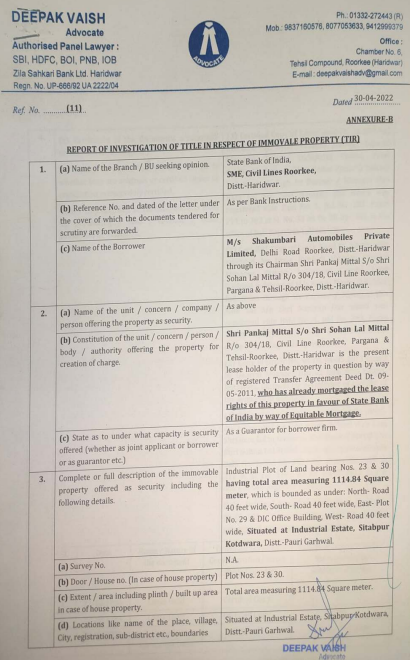 DEEPAK VAISH
Advocate
Authorised Panel Lawyer :
SBI, HDFC, BOI, PNB, IOB
Zila Sahkari Bank Ltd. Haridwar
Regn. No. UP-666/92 UA 2222/04
ADVOCATE
Ph.: 01332-272443 (R)
Mob.: 9837160576, 8077053633, 9412999379
Office :
Chamber No. 6,
Tehsil Compound, Roorkee (Haridwar)
E-mail : deepakvaishadv@gmail.com
Ref. No. ........(11)........
Dated 30-04-2022
ANNEXURE-B
REPORT OF INVESTIGATION OF TITLE IN RESPECT OF IMMOVALE PROPERTY (TIR)
1.
(a) Name of the Branch / BU seeking opinion.
State Bank of India,
SME, Civil Lines Roorkee,
Distt.-Haridwar.
(b) Reference No. and dated of the letter under
the cover of which the documents tendered for
scrutiny are forwarded.
As per Bank Instructions.
(c) Name of the Borrower
M/s Shakumbari Automobiles Private
Limited, Delhi Road Roorkee, Distt.-Haridwar
through its Chairman Shri Pankaj Mittal S/o Shri
Sohan Lal Mittal R/o 304/18, Civil Line Roorkee,
Pargana & Tehsil-Roorkee, Distt.-Haridwar.
2.
(a) Name of the unit / concern / company /
person offering the property as security.
As above
(b) Constitution of the unit / concern / person /
body / authority offering the property for
creation of charge.
Shri Pankaj Mittal S/o Shri Sohan Lal Mittal
R/o 304/18, Civil Line Roorkee, Pargana &
Tehsil-Roorkee, Distt.-Haridwar is the present
lease holder of the property in question by way
of registered Transfer Agreement Deed Dt. 09-
05-2011, who has already mortgaged the lease
rights of this property in favour of State Bank
of India by way of Equitable Mortgage.
(c) State as to under what capacity is security
offered (whether as joint applicant or borrower
or as guarantor etc.)
As a Guarantor for borrower firm.
3.
Complete or full description of the immovable
property offered as security including the
following details.
Industrial Plot of Land bearing Nos. 23 & 30
having total area measuring 1114.84 Square
meter, which is bounded as under: North- Road
40 feet wide, South- Road 40 feet wide, East- Plot
No. 29 & DIC Office Building, West- Road 40 feet
wide, Situated at Industrial Estate, Sitabpur
Kotdwara, Distt.-Pauri Garhwal.
(a) Survey No.
N.A.
(b) Door / House no. (In case of house property)
Plot Nos. 23 & 30.
(c) Extent / area including plinth / built up area
in case of house property.
Total area measuring 1114.84 Square meter.
(d) Locations like name of the place, village,
City, registration, sub-district etc., boundaries
Situated at Industrial Estate, SitabpurKotdwara,
Distt.-Pauri Garhwal.
DEEPAK VAISH
Advocate